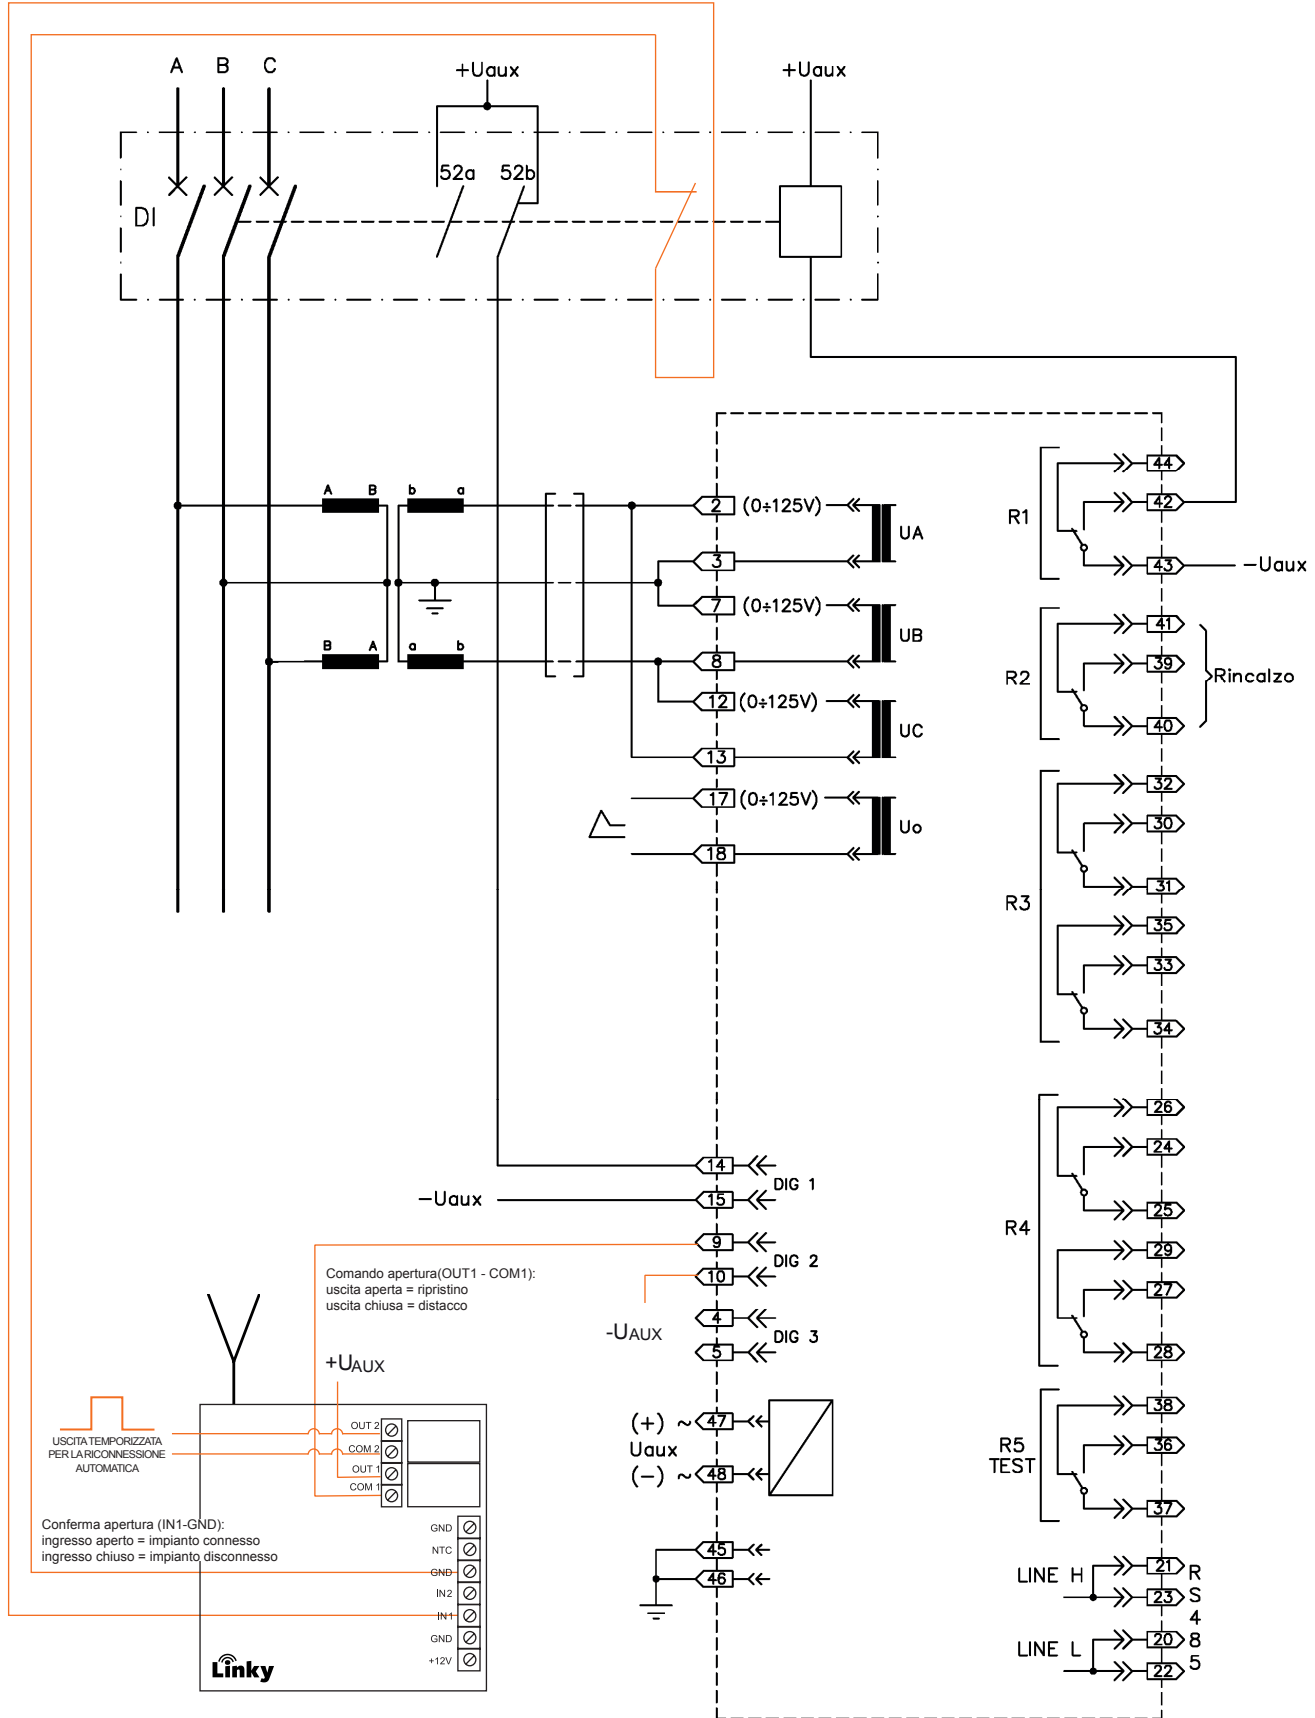 A B C
+Uaux
+Uaux
52a 52b
DI
A B b a
B A a b
2 (0÷125V)
UA
3
7 (0÷125V)
UB
8
12 (0÷125V)
UC
13
17 (0÷125V)
Uo
18
R1
44
42
43
-Uaux
R2
41
39
40
Rincalzo
R3
32
30
31
35
33
34
R4
26
24
25
29
27
28
R5
TEST
38
36
37
LINE H
21
23
LINE L
20
22
R
S
4
8
5
14
DIG 1
-Uaux
15
9
DIG 2
10
-UAUX
4
DIG 3
5
(+) ~ 47
Uaux
(-) ~ 48
45
46
Comando apertura(OUT1 - COM1):
uscita aperta = ripristino
uscita chiusa = distacco
+UAUX
USCITA TEMPORIZZATA
PER LA RICONNESSIONE
AUTOMATICA
OUT 2
COM 2
OUT 1
COM 1
Conferma apertura (IN1-GND):
ingresso aperto = impianto connesso
ingresso chiuso = impianto disconnesso
GND
NTC
GND
IN2
IN1
GND
+12V
Linky